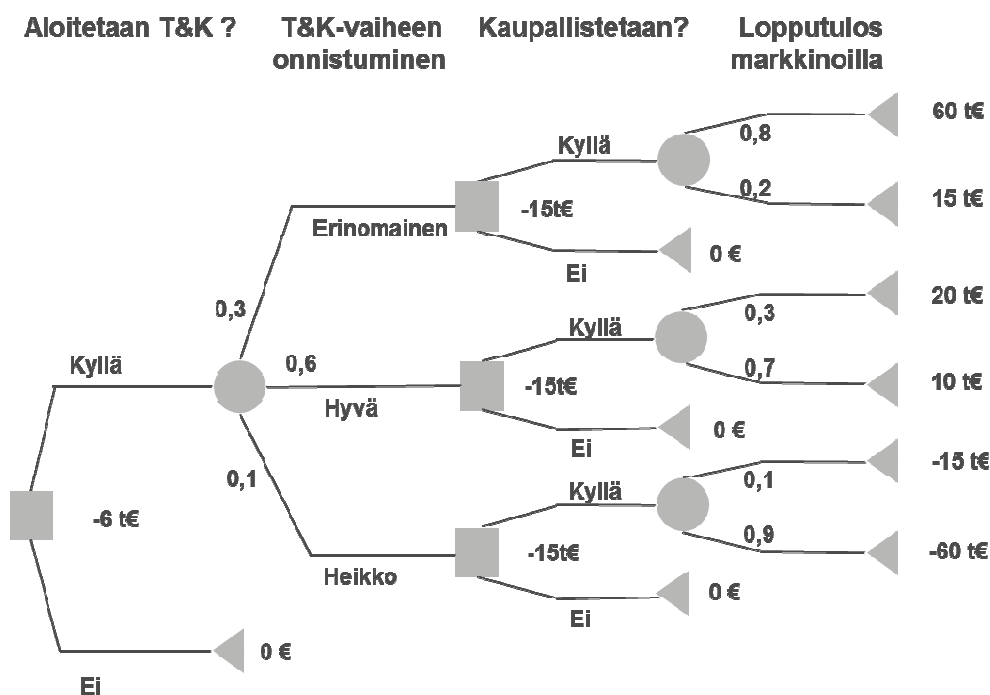 Aloitetaan T&K ?
T&K-vaiheen
onnistuminen
Kaupallistetaan?
Lopputulos
markkinoilla
60 t€
0,8
Kyllä
0,2
15 t€
-15t€
Erinomainen
0 €
Ei
0,3
20 t€
0,3
Kyllä
0,7
10 t€
Kyllä
0,6
-15t€
Hyvä
0 €
Ei
0,1
-15 t€
0,1
Kyllä
0,9
-60 t€
-6 t€
-15t€
Heikko
0 €
Ei
0 €
Ei